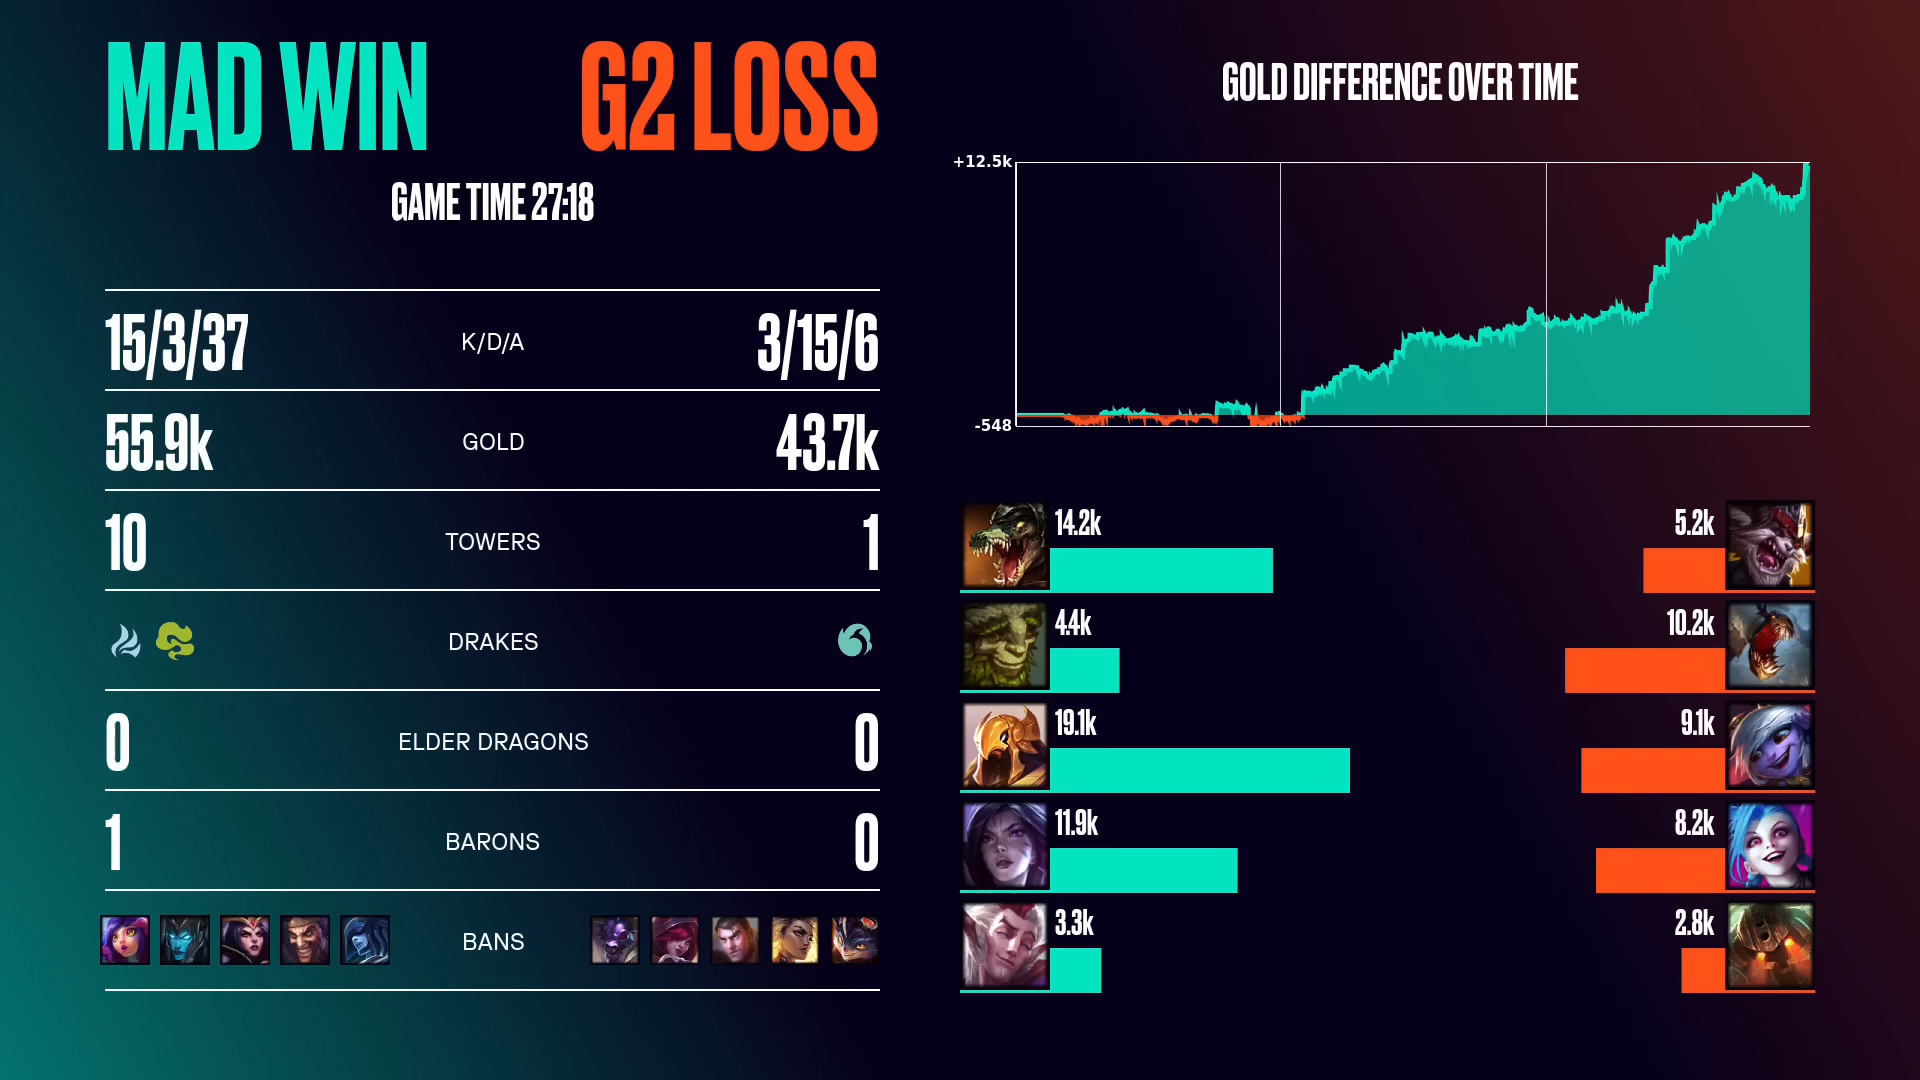 MAD WIN
G2 LOSS
GAME TIME 27:18
15/3/37 K/D/A 3/15/6
55.9k GOLD 43.7k
10 TOWERS 1
DRAKES
0 ELDER DRAGONS 0
1 BARONS 0
BANS
GOLD DIFFERENCE OVER TIME
+12.5k
-548
14.2k 5.2k
4.4k 10.2k
19.1k 9.1k
11.9k 8.2k
3.3k 2.8k